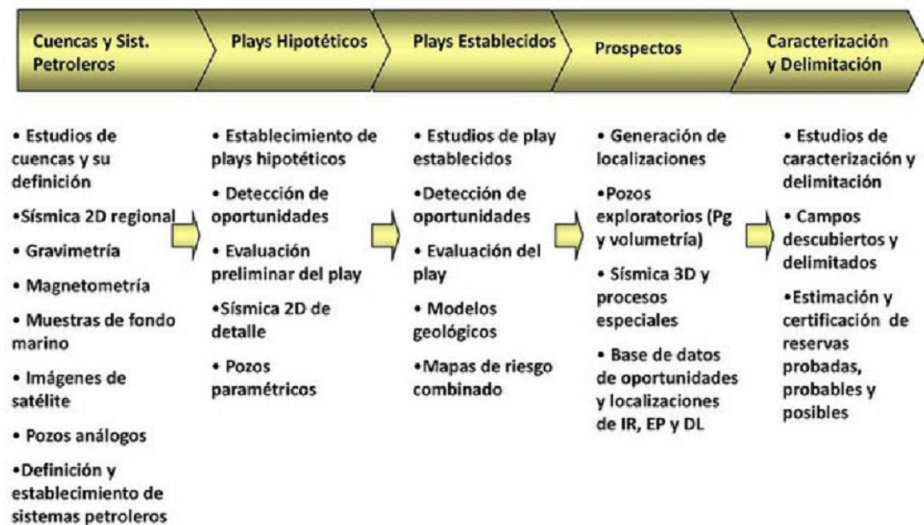 Cuencas y Sist.
Petroleros
Plays Hipotéticos
Plays Establecidos
Prospectos
Caracterización
y Delimitación
• Estudios de
cuencas y su
definición
•Sísmica 2D regional
• Gravimetría
• Magnetometría
• Muestras de fondo
marino
• Imágenes de
satélite
• Pozos análogos
•Definición y
establecimiento de
sistemas petroleros
• Establecimiento de
plays hipotéticos
• Detección de
oportunidades
• Evaluación
preliminar del play
•Sísmica 2D de
detalle
• Pozos
paramétricos
• Estudios de play
establecidos
•Detección de
oportunidades
• Evaluación del
play
• Modelos
geológicos
•Mapas de riesgo
combinado
• Generación de
localizaciones
•Pozos
exploratorios (Pg
y volumetría)
• Sísmica 3D y
procesos
especiales
• Base de datos
de oportunidades
y localizaciones
de IR, EP y DL
• Estudios de
caracterización y
delimitación
• Campos
descubiertos y
delimitados
•Estimación y
certificación de
reservas
probadas,
probables y
posibles